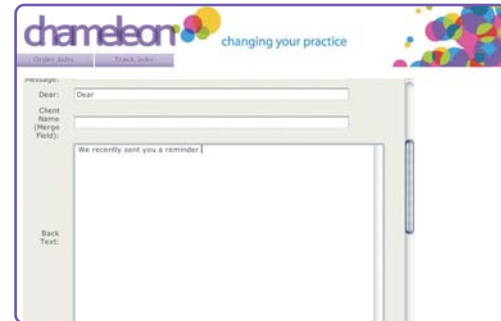 chameleon
changing your practice
Order Jobs Track Jobs
Message:
Dear: Dear
Client
Name
(Merge
Field):
We recently sent you a reminder
Back
Text: